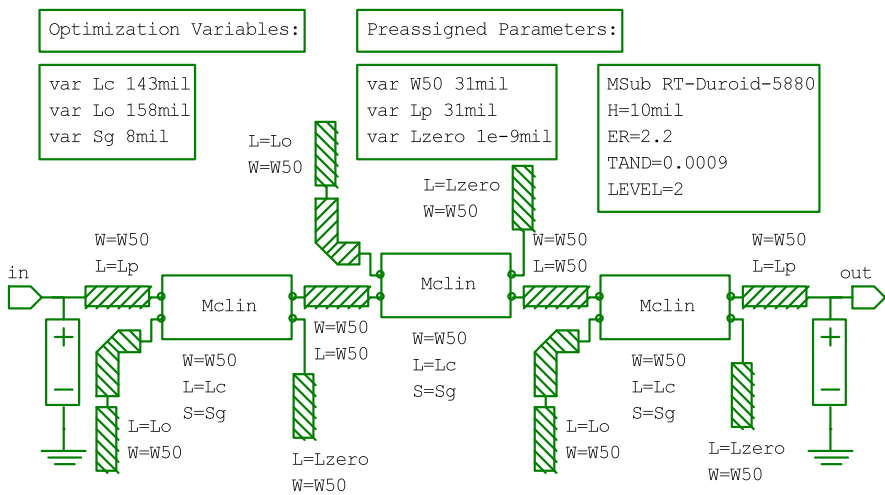 Optimization Variables:
Preassigned Parameters:
var Lc 143mil
var Lo 158mil
var Sg 8mil
var W50 31mil
var Lp 31mil
var Lzero 1e-9mil
MSub RT-Duroid-5880
H=10mil
ER=2.2
TAND=0.0009
LEVEL=2
L=Lo
W=W50
L=Lzero
W=W50
W=W50
L=Lp
W=W50
L=W50
W=W50
L=Lp
in
out
Mclin
Mclin
Mclin
W=W50
L=W50
W=W50
L=Lc
S=Sg
W=W50
L=Lc
S=Sg
W=W50
L=Lc
S=Sg
L=Lo
W=W50
L=Lzero
W=W50
L=Lo
W=W50
L=Lzero
W=W50